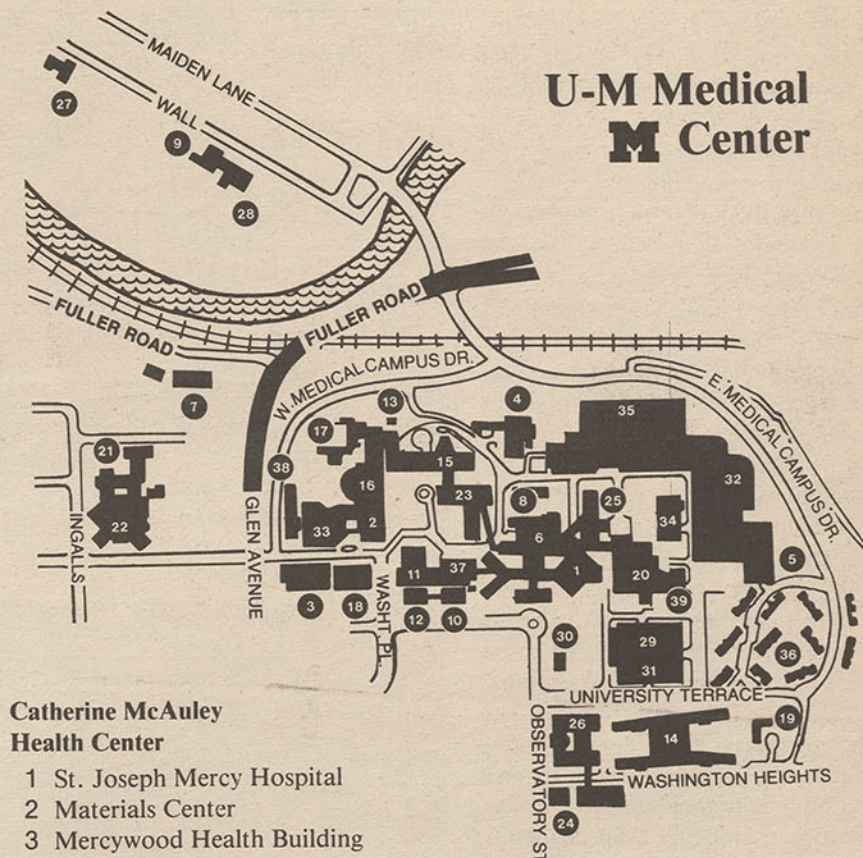 U-M Medical
M Center
MAIDEN LANE
WALL
27
9
28
FULLER ROAD
FULLER ROAD
W. MEDICAL CAMPUS DR.
E. MEDICAL CAMPUS DR.
7
13
4
35
17
21
38
15
32
16
23
8
25
22
33
2
6
34
INGALLS
GLEN AVENUE
5
11
37
1
20
3
18
WASHT PL.
12
10
39
30
29
36
31
UNIVERSITY TERRACE
OBSERVATORY ST
26
14
19
WASHINGTON HEIGHTS
24
Catherine McAuley
Health Center
1 St. Joseph Mercy Hospital
2 Materials Center
3 Mercywood Health Building